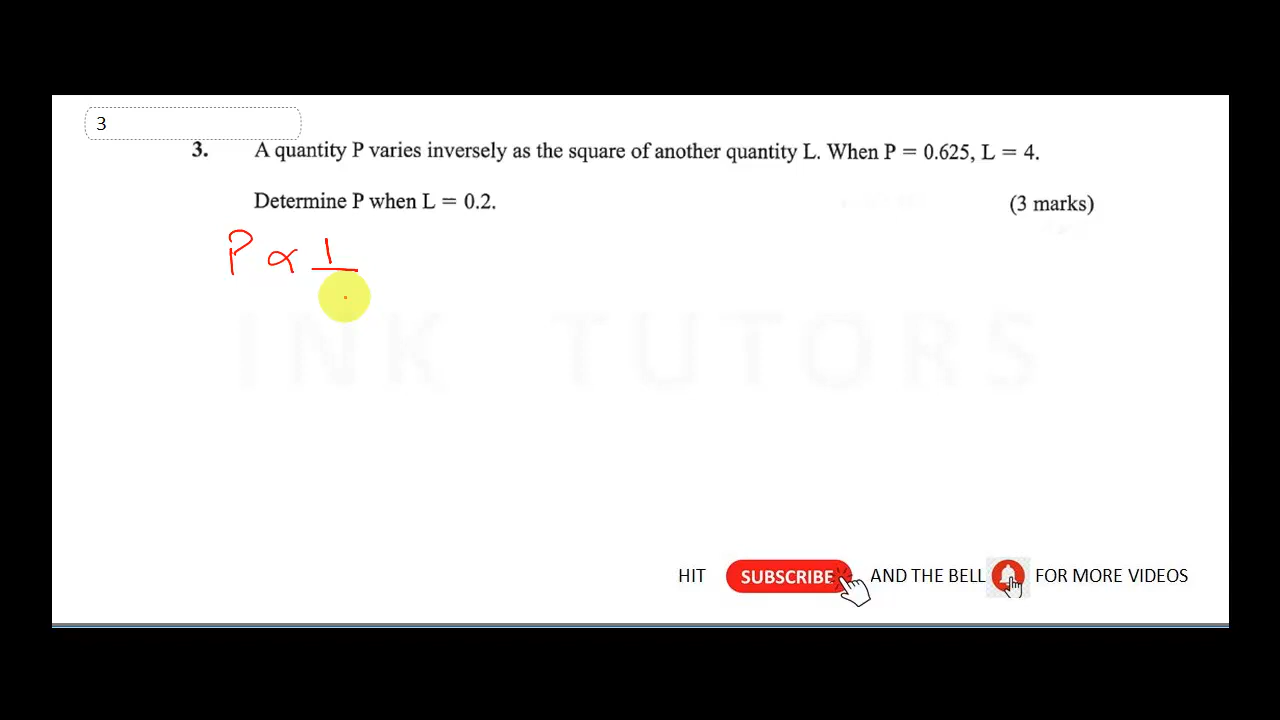 3
3. A quantity P varies inversely as the square of another quantity L. When P = 0.625, L = 4.
Determine P when L = 0.2. (3 marks)
P ∝ 1
INK TUTORS
HIT SUBSCRIBE AND THE BELL FOR MORE VIDEOS